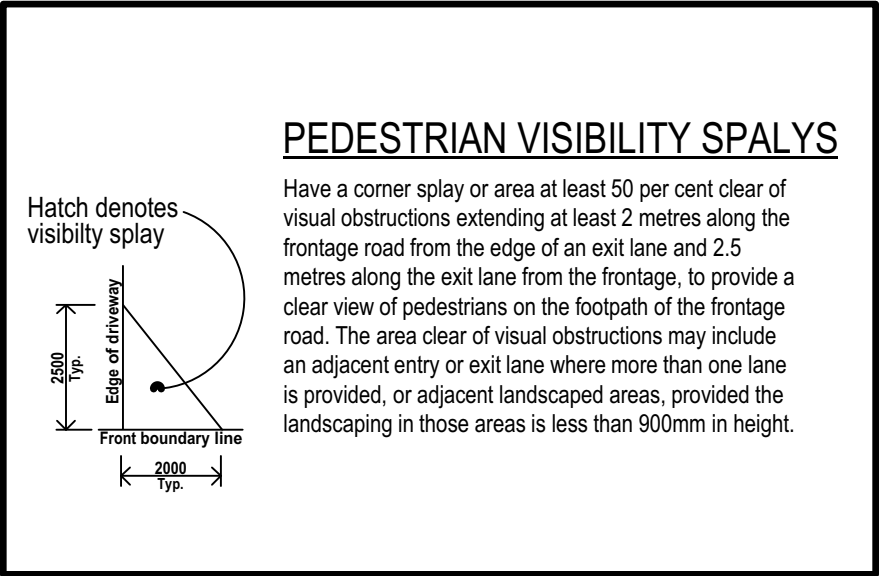 PEDESTRIAN VISIBILITY SPALYS
Have a corner splay or area at least 50 per cent clear of
visual obstructions extending at least 2 metres along the
frontage road from the edge of an exit lane and 2.5
metres along the exit lane from the frontage, to provide a
clear view of pedestrians on the footpath of the frontage
road. The area clear of visual obstructions may include
an adjacent entry or exit lane where more than one lane
is provided, or adjacent landscaped areas, provided the
landscaping in those areas is less than 900mm in height.
Hatch denotes
visibilty splay
Edge of driveway
2500
Typ.
Front boundary line
2000
Typ.